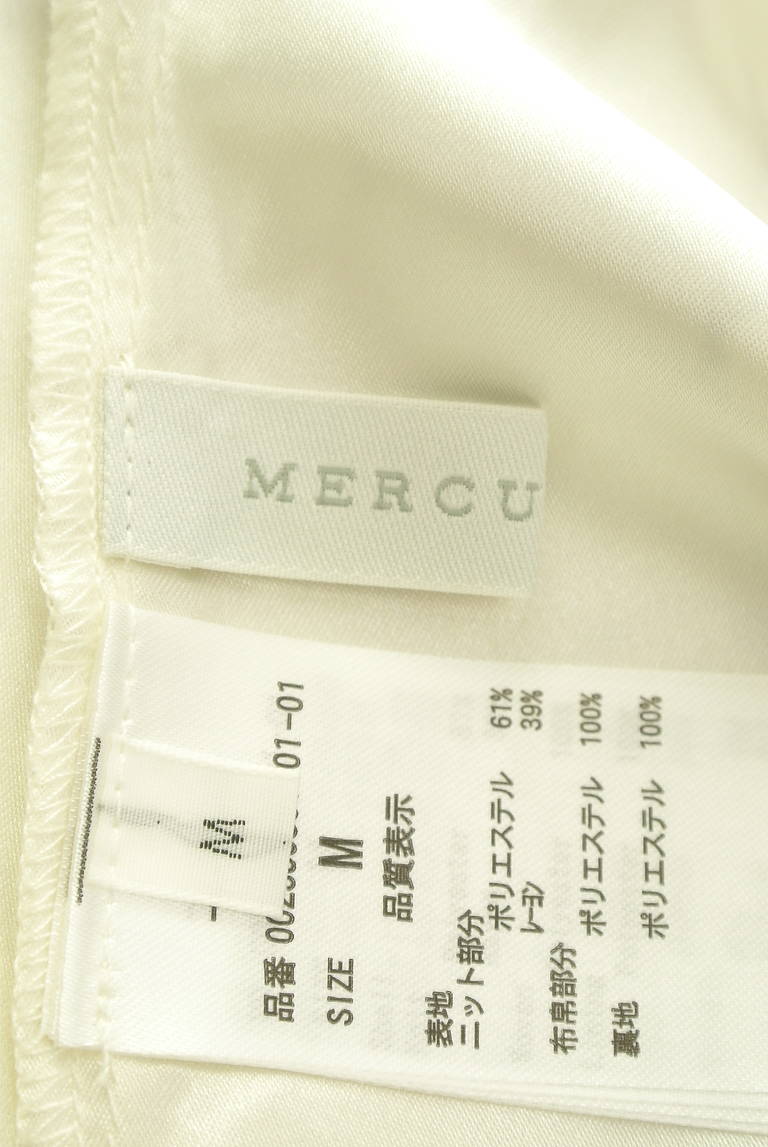 MERCU
M
品番 01-01
SIZE M
品質表示
表地
ニット部分 ポリエステル 61%
レーヨン 39%
布帛部分 ポリエステル 100%
裏地 ポリエステル 100%